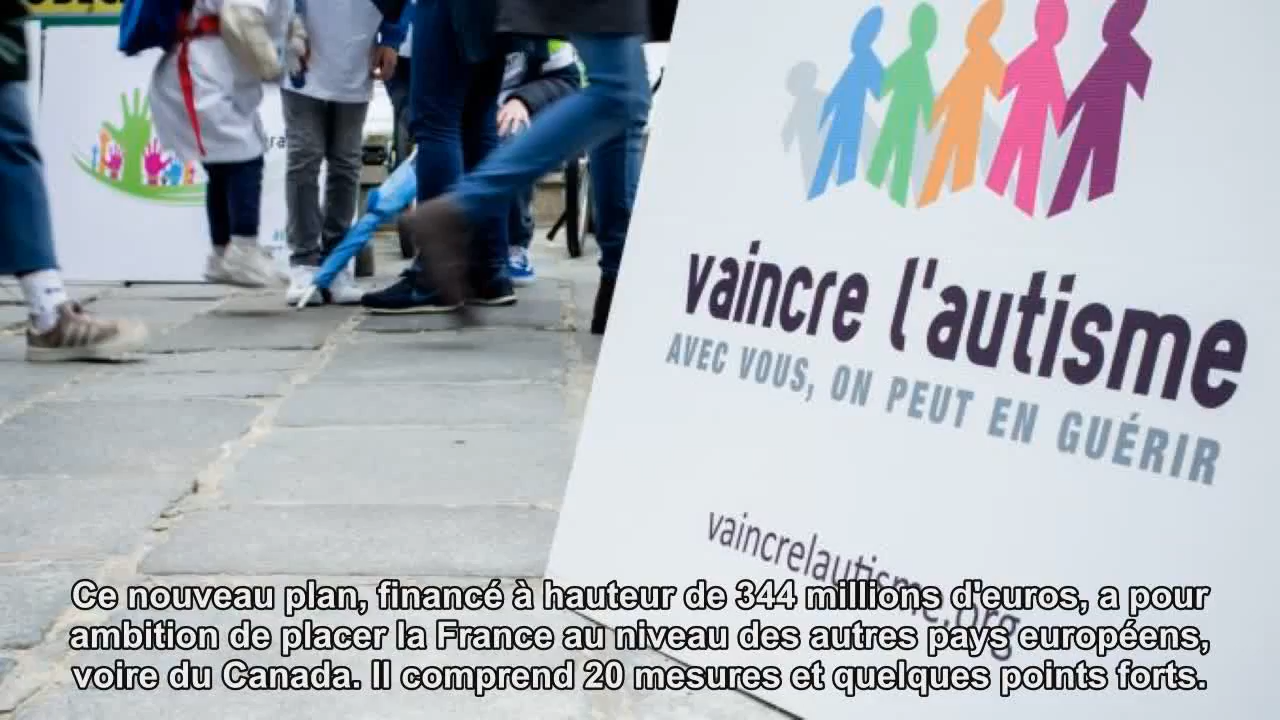 vaincre l'autisme
AVEC VOUS, ON PEUT EN GUÉRIR
vaincrelautisme.org
Ce nouveau plan, financé à hauteur de 344 millions d'euros, a pour
ambition de placer la France au niveau des autres pays européens,
voire du Canada. Il comprend 20 mesures et quelques points forts.